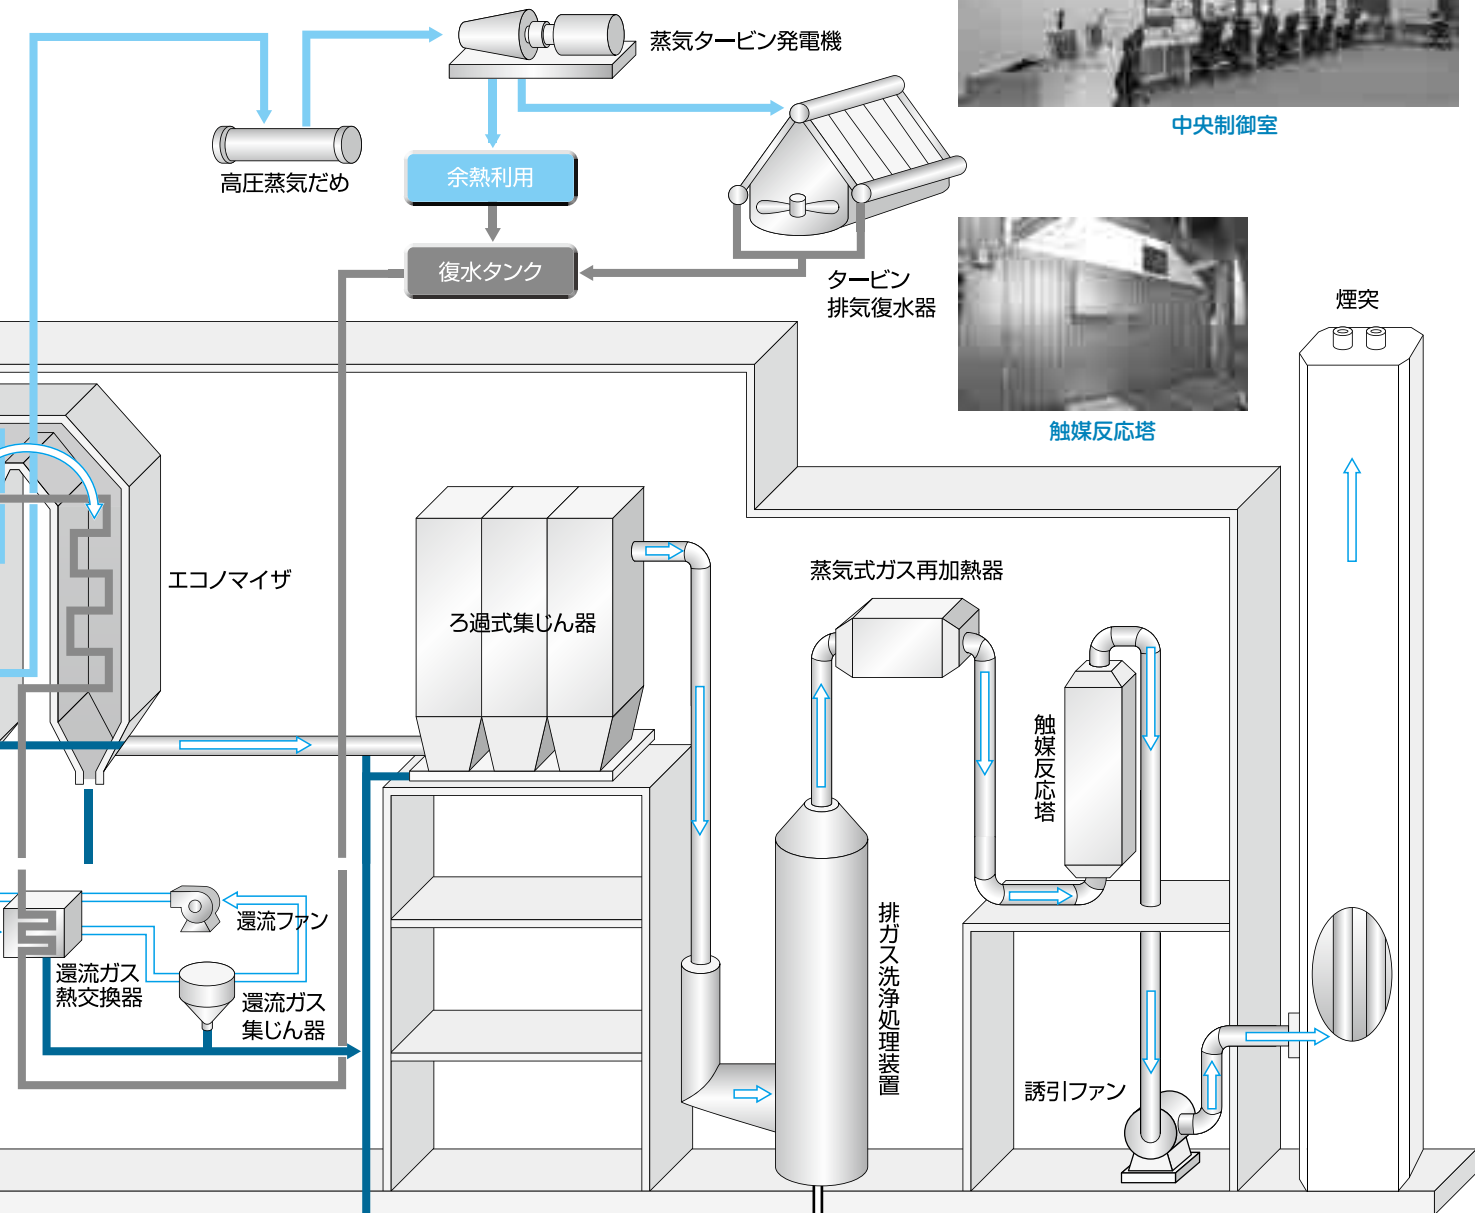 蒸気タービン発電機
中央制御室
高圧蒸気だめ
余熱利用
復水タンク
タービン
排気復水器
煙突
触媒反応塔
エコノマイザ
蒸気式ガス再加熱器
ろ過式集じん器
触媒反応塔
還流ファン
排ガス洗浄処理装置
還流ガス
熱交換器
還流ガス
集じん器
誘引ファン